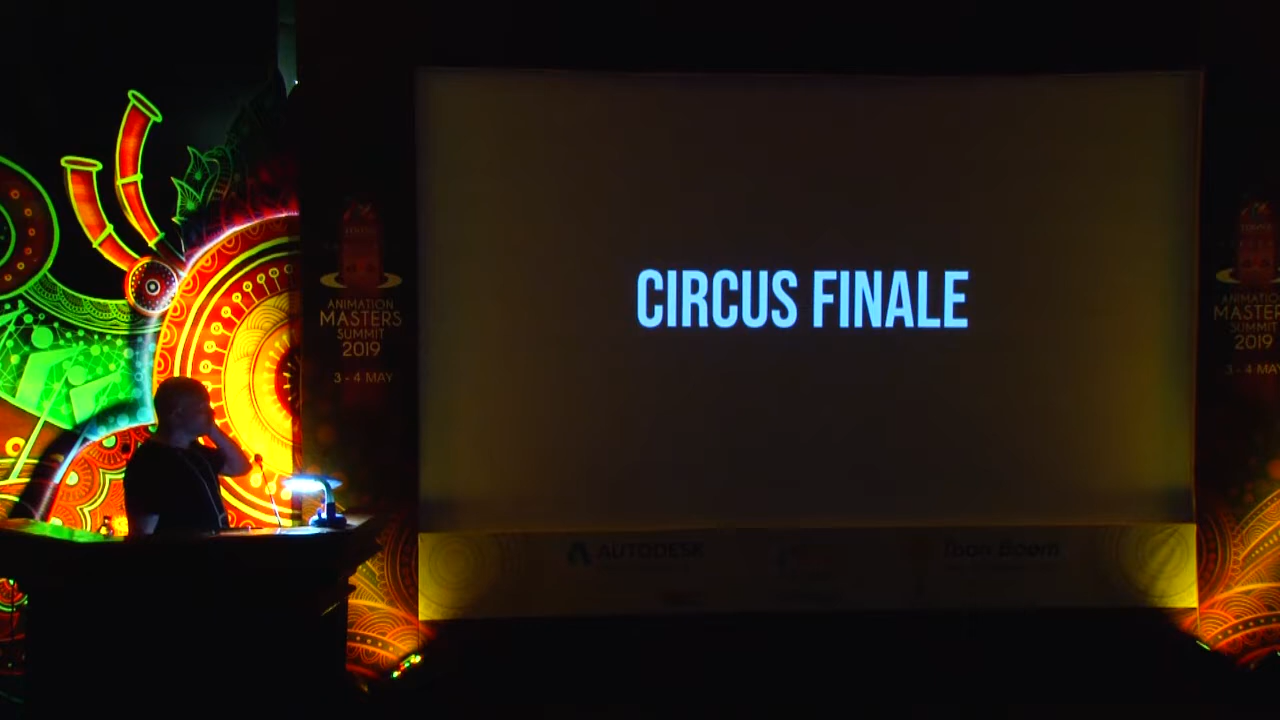 CIRCUS FINALE
ANIMATION
MASTERS
SUMMIT
2019
3 - 4 MAY
ANIMATION
MASTERS
SUMMIT
2019
3 - 4 MAY
AUTODESK
Toon Boom